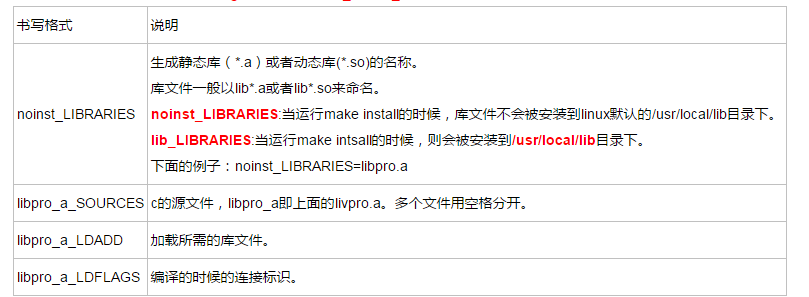 书写格式 说明
noinst_LIBRARIES
生成静态库（*.a）或者动态库(*.so)的名称。
库文件一般以lib*.a或者lib*.so来命名。
noinst_LIBRARIES:当运行make install的时候，库文件不会被安装到linux默认的/usr/local/lib目录下。
lib_LIBRARIES:当运行make intsall的时候，则会被安装到/usr/local/lib目录下。
下面的例子：noinst_LIBRARIES=libpro.a
libpro_a_SOURCES c的源文件，libpro_a即上面的livpro.a。多个文件用空格分开。
libpro_a_LDADD 加载所需的库文件。
libpro_a_LDFLAGS 编译的时候的连接标识。